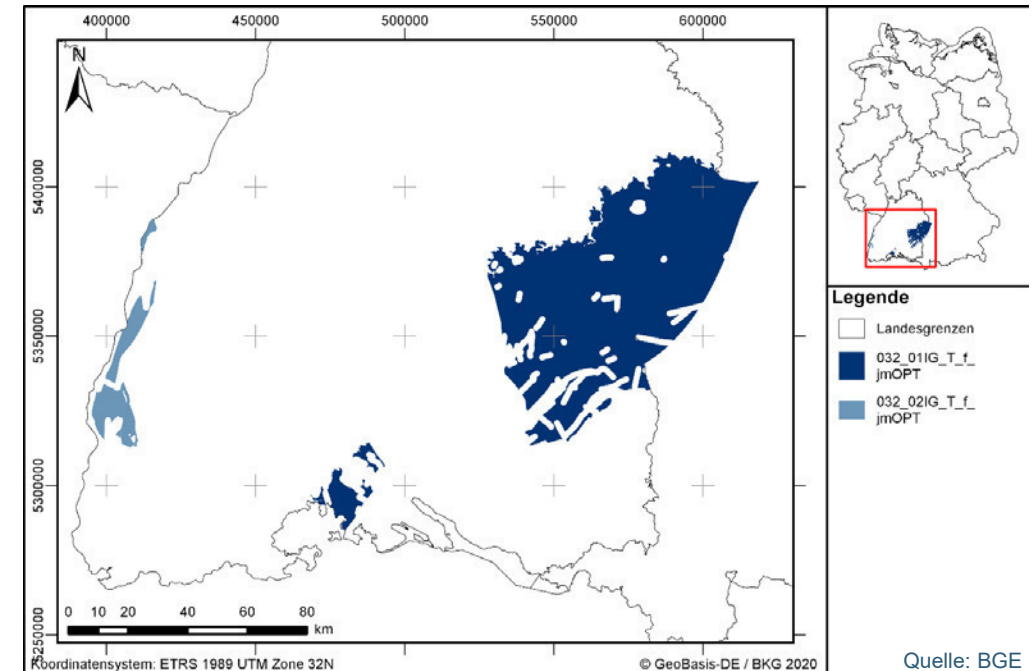 400000 450000 500000 550000 600000
N
5400000
5350000
5300000
5250000
0 10 20 40 60 80
km
Koordinatensystem: ETRS 1989 UTM Zone 32N
© GeoBasis-DE / BKG 2020
Legende
Landesgrenzen
032_01IG_T_f_
jmOPT
032_02IG_T_f_
jmOPT
Quelle: BGE